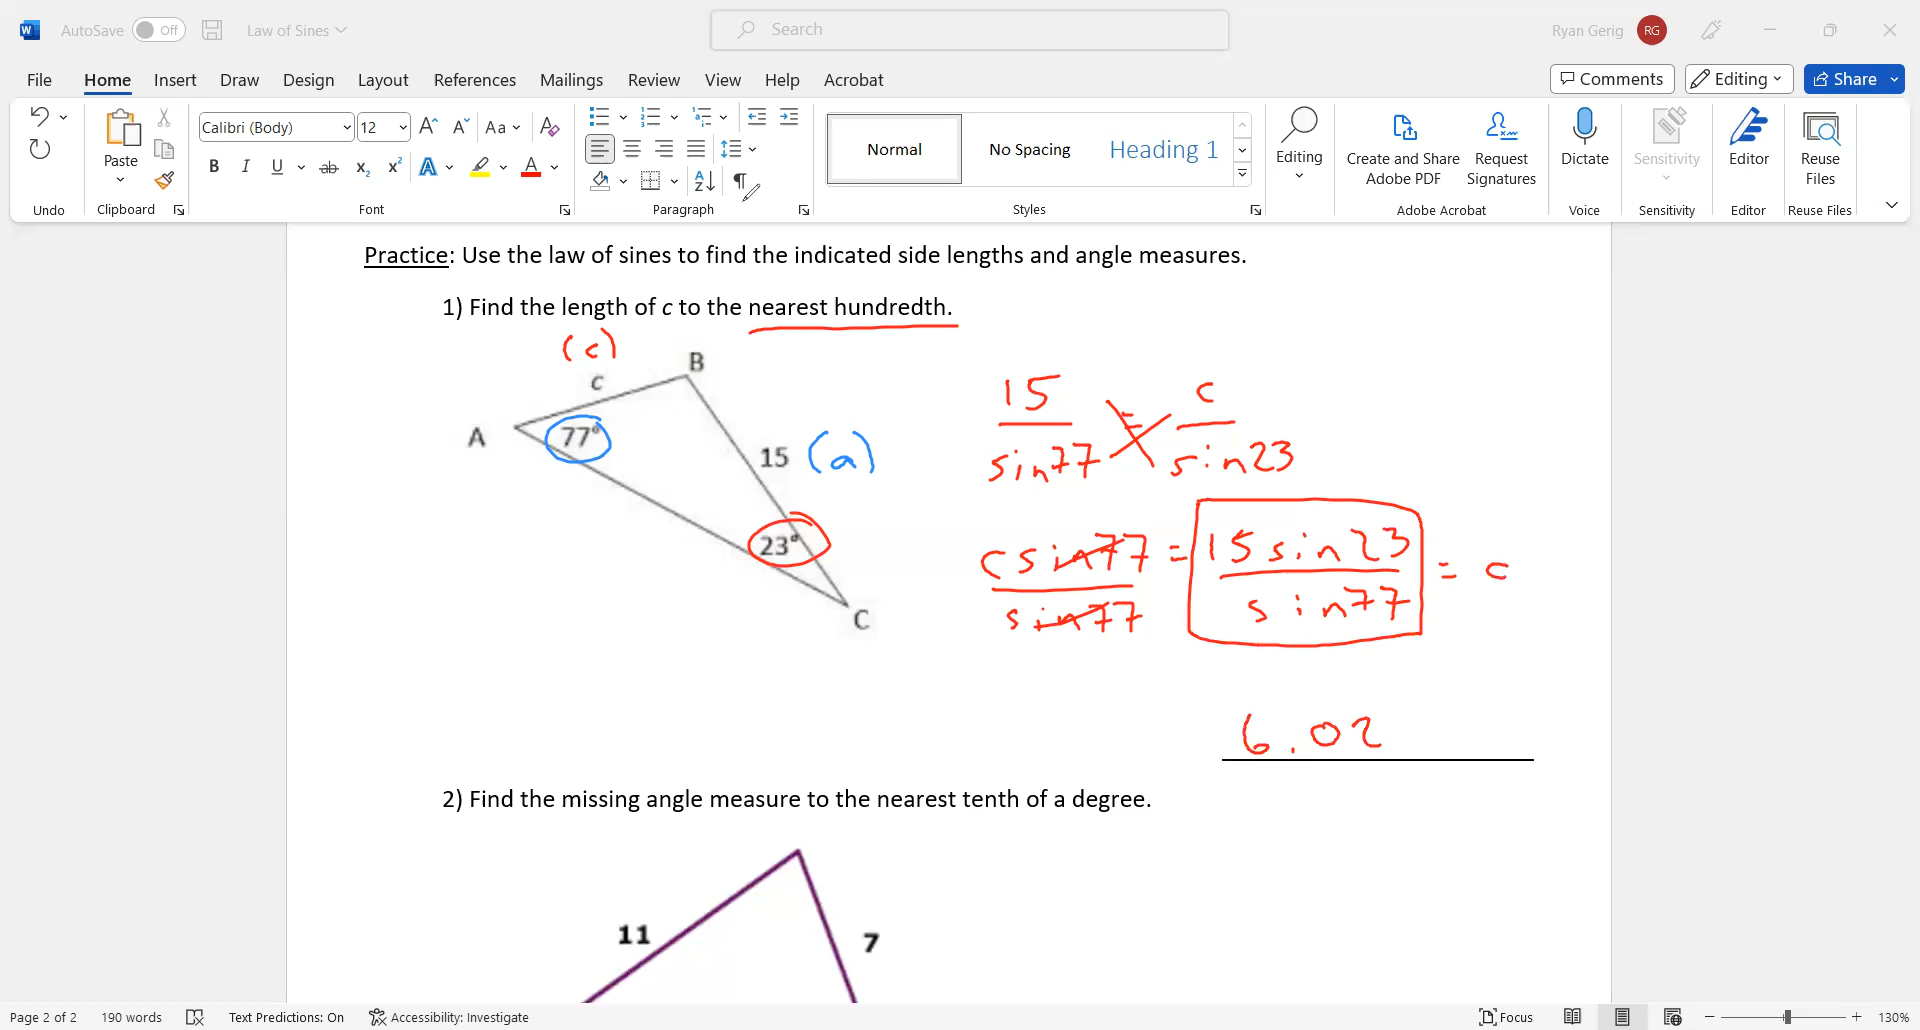 AutoSave Off Law of Sines Search Ryan Gerig RG
File Home Insert Draw Design Layout References Mailings Review View Help Acrobat Comments Editing Share
Calibri (Body) 12 Aa Normal No Spacing Heading 1
Paste B I U ab x₂ x² A A Editing Create and Share Adobe PDF Request Signatures Dictate Sensitivity Editor Reuse Files
Undo Clipboard Font Paragraph Styles Adobe Acrobat Voice Sensitivity Editor Reuse Files
Practice: Use the law of sines to find the indicated side lengths and angle measures.
1) Find the length of c to the nearest hundredth.
(c)
B
c
A
77°
15 (a)
23°
C
15 = c
sin77 sin23
csin77 = 15sin23 = c
sin77 sin77
6.02
2) Find the missing angle measure to the nearest tenth of a degree.
11
7
Page 2 of 2 190 words Text Predictions: On Accessibility: Investigate Focus 130%